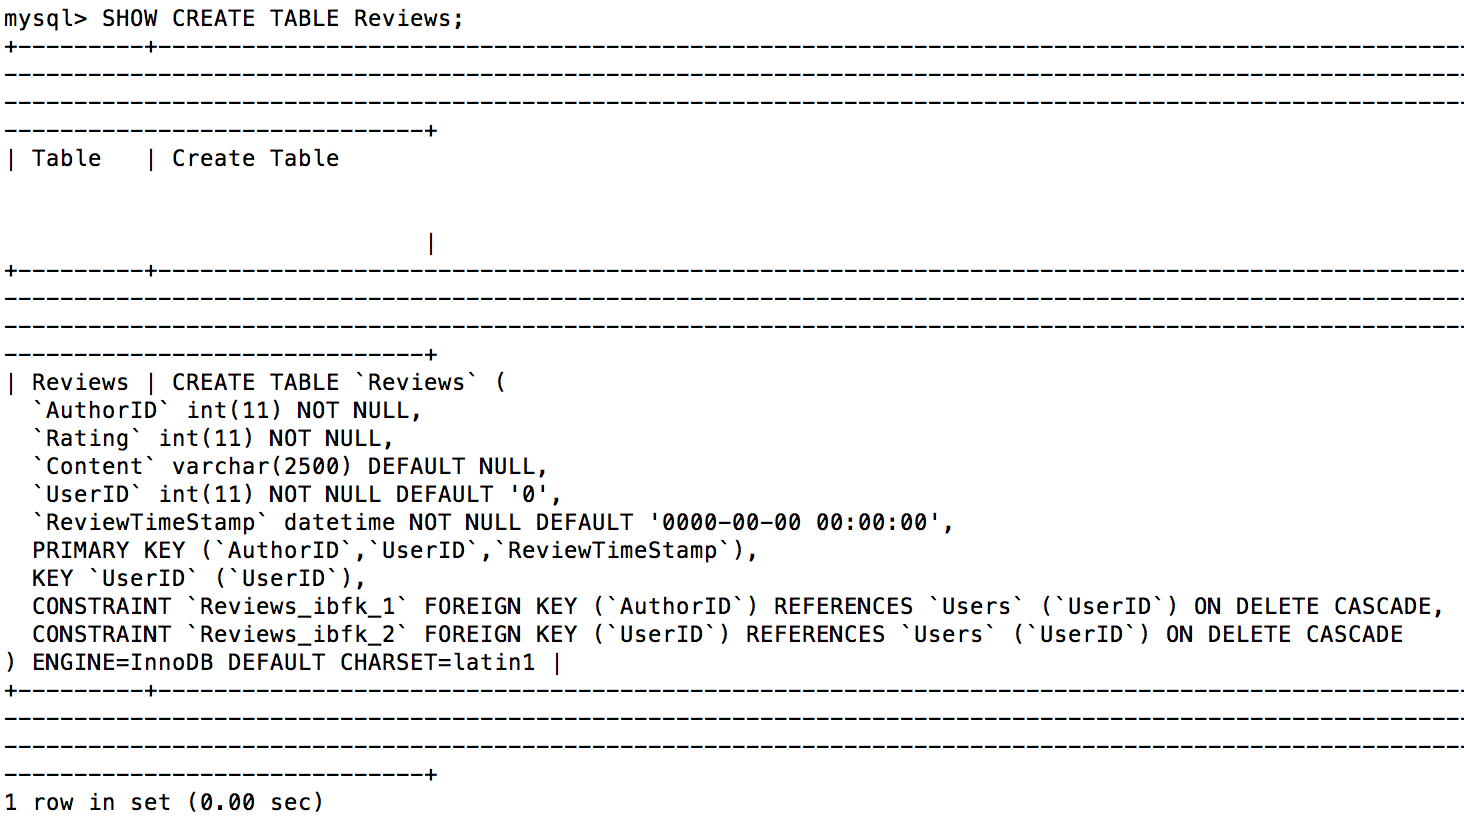 mysql> SHOW CREATE TABLE Reviews;
+---------+---------------------------------------------------------------------------------------------
---------------------------------------------------------------------------------------------------------
---------------------------------------------------------------------------------------------------------
------------------------------+
| Table   | Create Table
                              |
+---------+---------------------------------------------------------------------------------------------
---------------------------------------------------------------------------------------------------------
---------------------------------------------------------------------------------------------------------
------------------------------+
| Reviews | CREATE TABLE `Reviews` (
  `AuthorID` int(11) NOT NULL,
  `Rating` int(11) NOT NULL,
  `Content` varchar(2500) DEFAULT NULL,
  `UserID` int(11) NOT NULL DEFAULT '0',
  `ReviewTimeStamp` datetime NOT NULL DEFAULT '0000-00-00 00:00:00',
  PRIMARY KEY (`AuthorID`,`UserID`,`ReviewTimeStamp`),
  KEY `UserID` (`UserID`),
  CONSTRAINT `Reviews_ibfk_1` FOREIGN KEY (`AuthorID`) REFERENCES `Users` (`UserID`) ON DELETE CASCADE,
  CONSTRAINT `Reviews_ibfk_2` FOREIGN KEY (`UserID`) REFERENCES `Users` (`UserID`) ON DELETE CASCADE
) ENGINE=InnoDB DEFAULT CHARSET=latin1 |
+---------+---------------------------------------------------------------------------------------------
---------------------------------------------------------------------------------------------------------
---------------------------------------------------------------------------------------------------------
------------------------------+
1 row in set (0.00 sec)